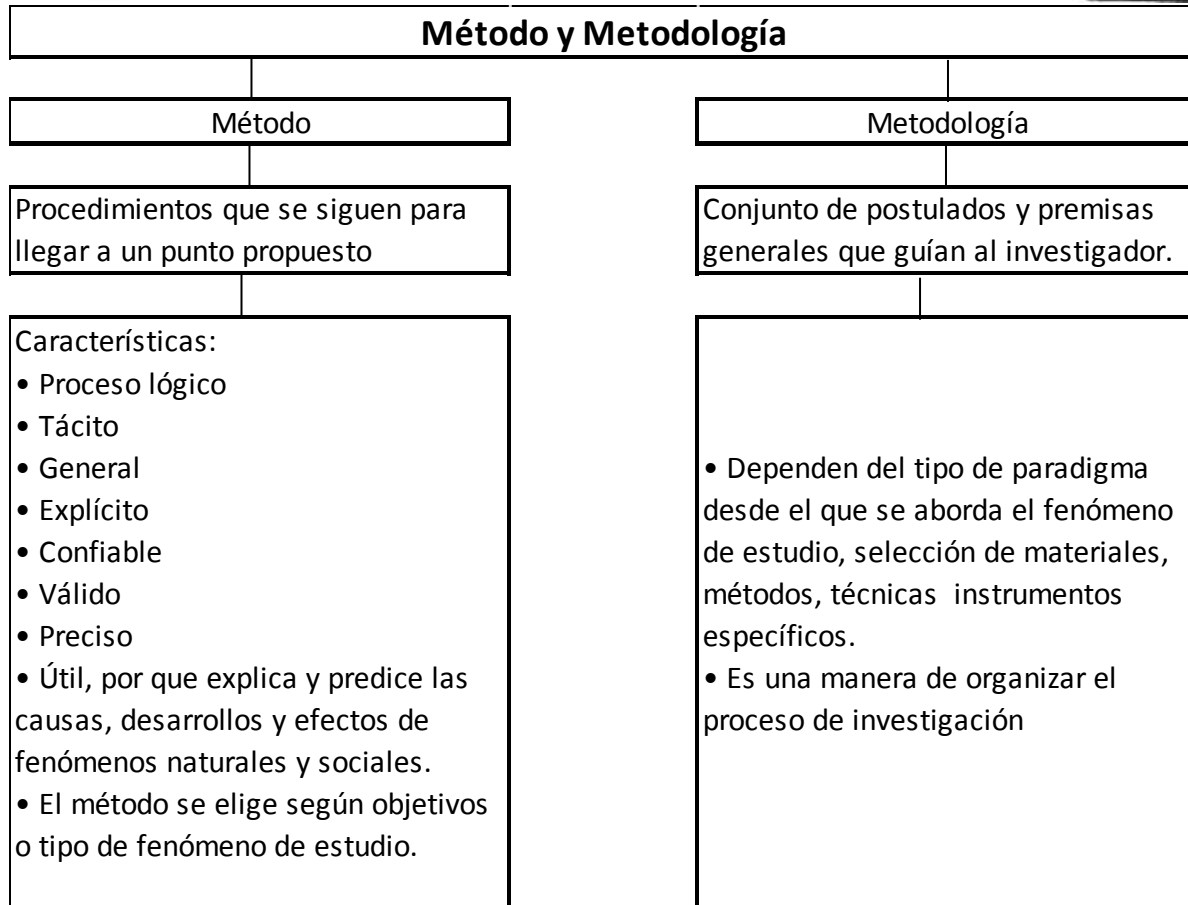 Método y Metodología
Método
Procedimientos que se siguen para
llegar a un punto propuesto
Características:
• Proceso lógico
• Tácito
• General
• Explícito
• Confiable
• Válido
• Preciso
• Útil, por que explica y predice las
causas, desarrollos y efectos de
fenómenos naturales y sociales.
• El método se elige según objetivos
o tipo de fenómeno de estudio.
Metodología
Conjunto de postulados y premisas
generales que guían al investigador.
• Dependen del tipo de paradigma
desde el que se aborda el fenómeno
de estudio, selección de materiales,
métodos, técnicas  instrumentos
específicos.
• Es una manera de organizar el
proceso de investigación